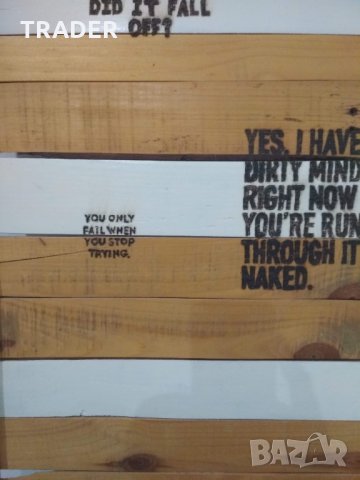 TRADER
DID IT FALL
OFF?
YES, I HAVE
DIRTY MIND
RIGHT NOW
YOU'RE RUN
THROUGH IT
NAKED.
YOU ONLY
FAIL WHEN
YOU STOP
TRYING.
BAZAR